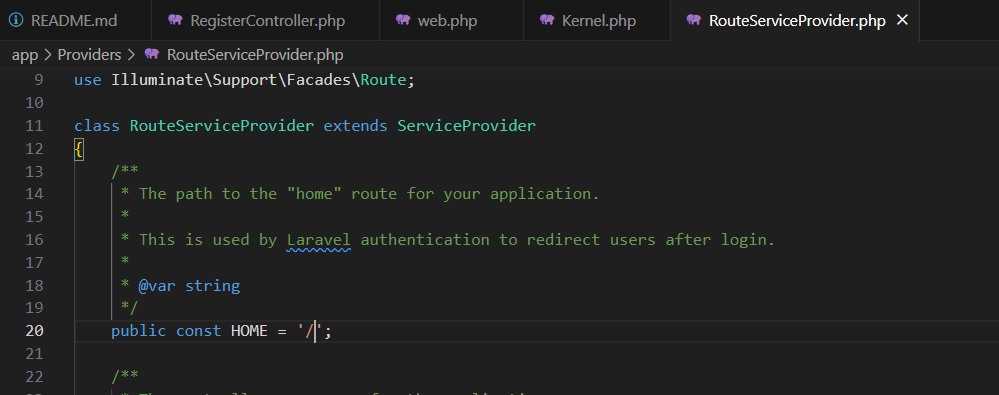 README.md RegisterController.php web.php Kernel.php RouteServiceProvider.php
app > Providers > RouteServiceProvider.php
9 use Illuminate\Support\Facades\Route;
10
11 class RouteServiceProvider extends ServiceProvider
12 {
13 /**
14 * The path to the "home" route for your application.
15 *
16 * This is used by Laravel authentication to redirect users after login.
17 *
18 * @var string
19 */
20 public const HOME = '/';
21
22 /**